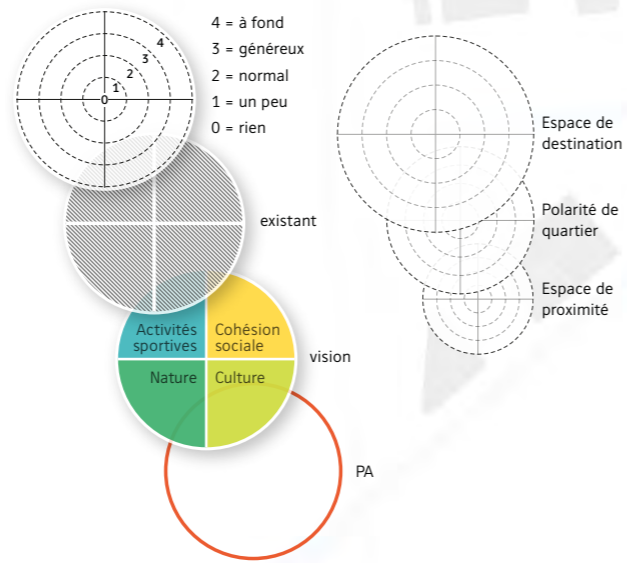 4 = à fond
3 = généreux
2 = normal
1 = un peu
0 = rien
4
3
2
1
0
existant
Activités
sportives
Cohésion
sociale
Nature
Culture
vision
PA
Espace de
destination
Polarité de
quartier
Espace de
proximité